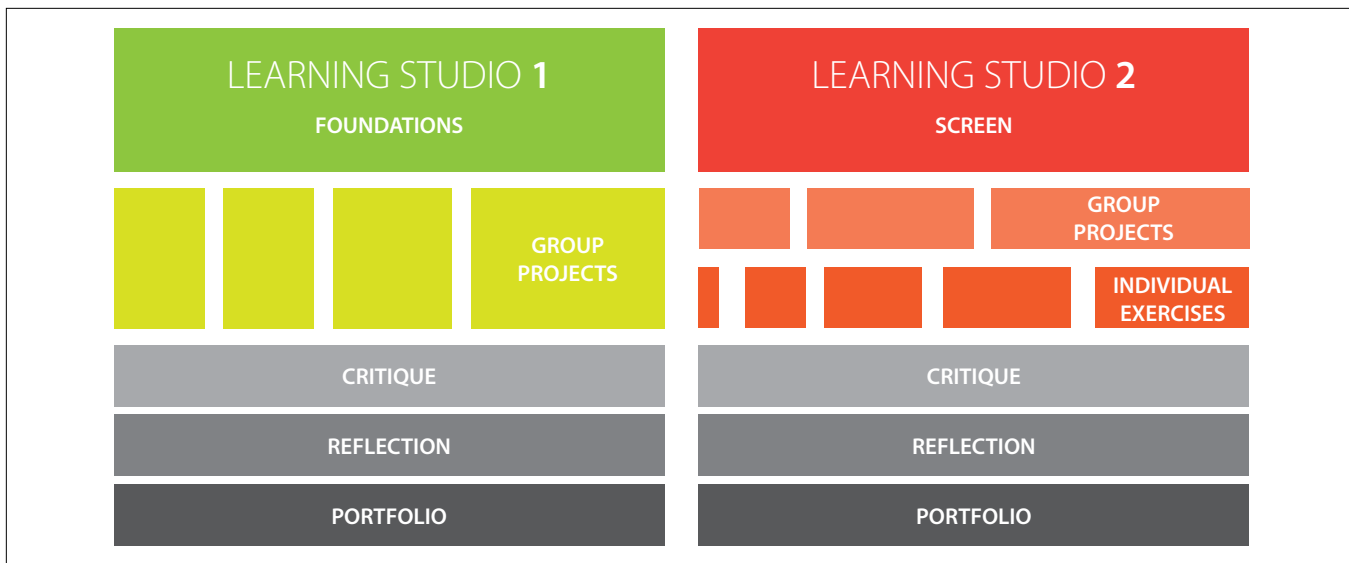 LEARNING STUDIO 1
FOUNDATIONS
GROUP
PROJECTS
CRITIQUE
REFLECTION
PORTFOLIO
LEARNING STUDIO 2
SCREEN
GROUP
PROJECTS
INDIVIDUAL
EXERCISES
CRITIQUE
REFLECTION
PORTFOLIO